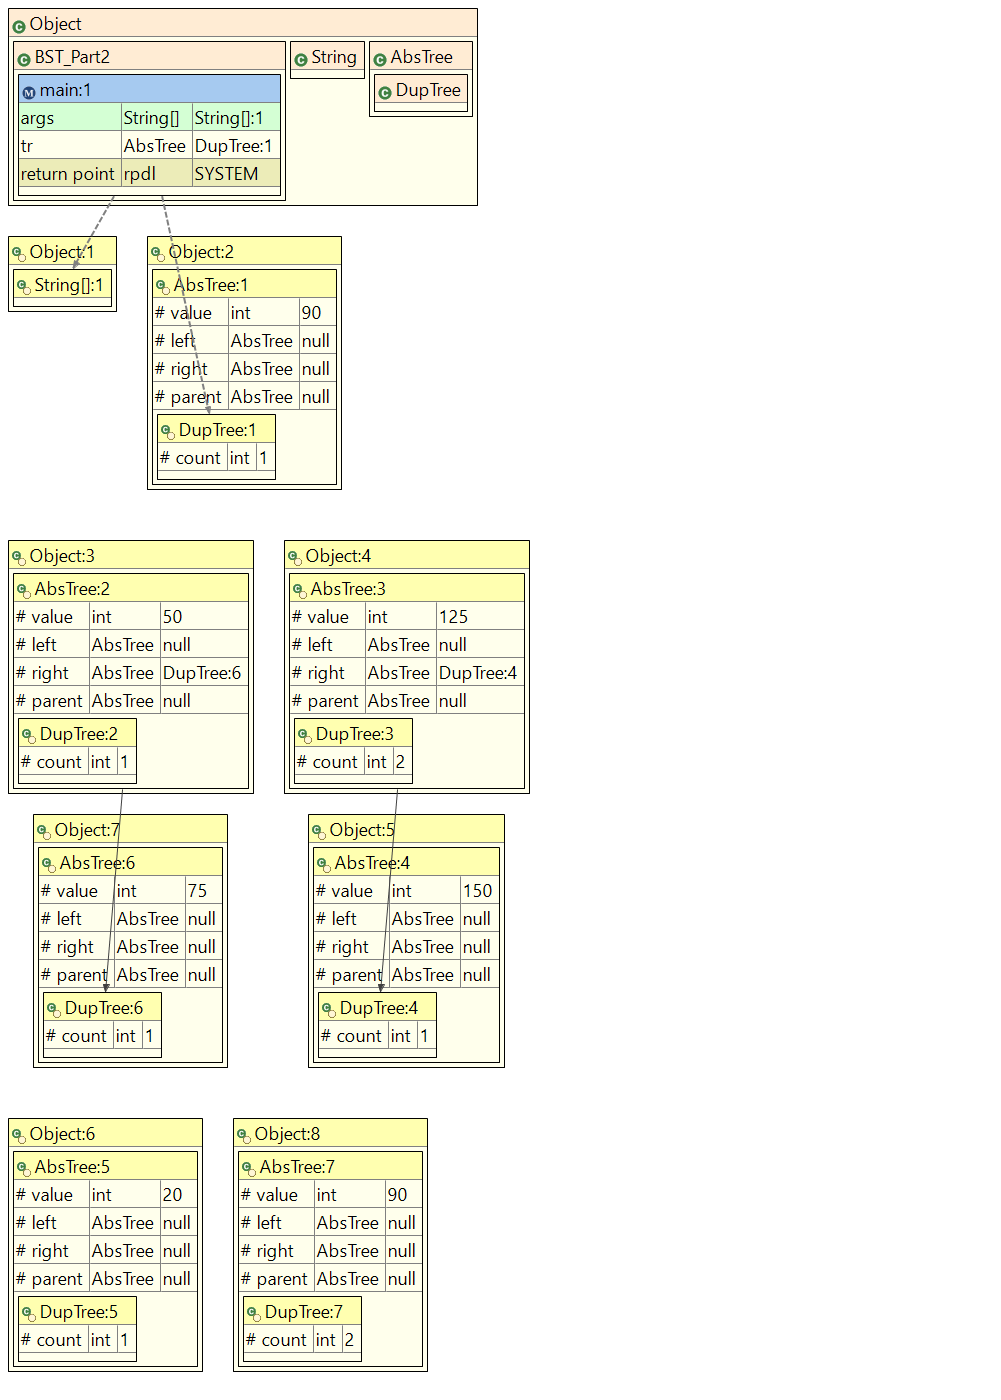 Object
BST_Part2 String AbsTree
main:1 DupTree
args String[] String[]:1
tr AbsTree DupTree:1
return point rpdl SYSTEM
Object:1
String[]:1
Object:2
AbsTree:1
# value int 90
# left AbsTree null
# right AbsTree null
# parent AbsTree null
DupTree:1
# count int 1
Object:3
AbsTree:2
# value int 50
# left AbsTree null
# right AbsTree DupTree:6
# parent AbsTree null
DupTree:2
# count int 1
Object:4
AbsTree:3
# value int 125
# left AbsTree null
# right AbsTree DupTree:4
# parent AbsTree null
DupTree:3
# count int 2
Object:7
AbsTree:6
# value int 75
# left AbsTree null
# right AbsTree null
# parent AbsTree null
DupTree:6
# count int 1
Object:5
AbsTree:4
# value int 150
# left AbsTree null
# right AbsTree null
# parent AbsTree null
DupTree:4
# count int 1
Object:6
AbsTree:5
# value int 20
# left AbsTree null
# right AbsTree null
# parent AbsTree null
DupTree:5
# count int 1
Object:8
AbsTree:7
# value int 90
# left AbsTree null
# right AbsTree null
# parent AbsTree null
DupTree:7
# count int 2